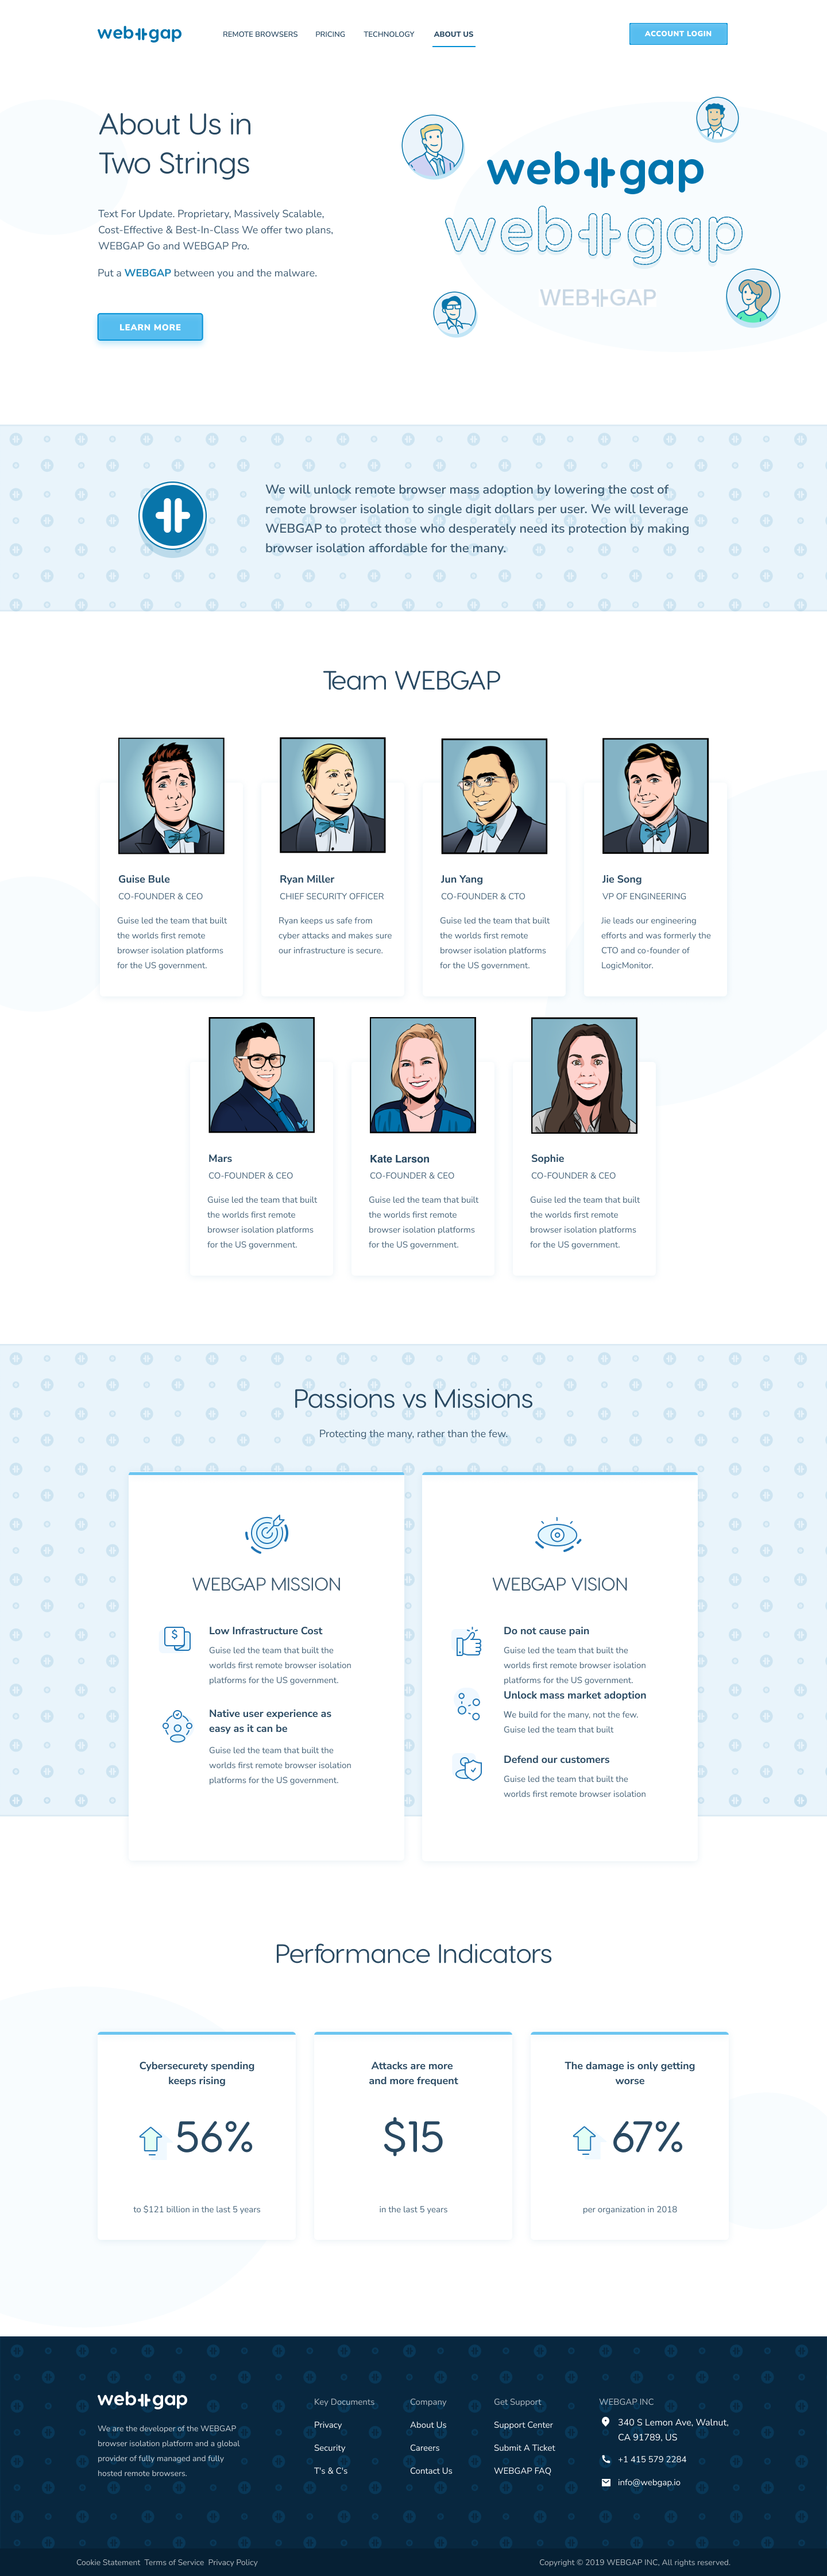 web gap
REMOTE BROWSERS
PRICING
TECHNOLOGY
ABOUT US
ACCOUNT LOGIN
About Us in
Two Strings
Text For Update. Proprietary, Massively Scalable,
Cost-Effective & Best-In-Class We offer two plans,
WEBGAP Go and WEBGAP Pro.
Put a WEBGAP between you and the malware.
LEARN MORE
web gap
web gap
WEB GAP
We will unlock remote browser mass adoption by lowering the cost of
remote browser isolation to single digit dollars per user. We will leverage
WEBGAP to protect those who desperately need its protection by making
browser isolation affordable for the many.
Team WEBGAP
Guise Bule
CO-FOUNDER & CEO
Guise led the team that built
the worlds first remote
browser isolation platforms
for the US government.
Ryan Miller
CHIEF SECURITY OFFICER
Ryan keeps us safe from
cyber attacks and makes sure
our infrastructure is secure.
Jun Yang
CO-FOUNDER & CTO
Guise led the team that built
the worlds first remote
browser isolation platforms
for the US government.
Jie Song
VP OF ENGINEERING
Jie leads our engineering
efforts and was formerly the
CTO and co-founder of
LogicMonitor.
Mars
CO-FOUNDER & CEO
Guise led the team that built
the worlds first remote
browser isolation platforms
for the US government.
Kate Larson
CO-FOUNDER & CEO
Guise led the team that built
the worlds first remote
browser isolation platforms
for the US government.
Sophie
CO-FOUNDER & CEO
Guise led the team that built
the worlds first remote
browser isolation platforms
for the US government.
Passions vs Missions
Protecting the many, rather than the few.
WEBGAP MISSION
$
Low Infrastructure Cost
Guise led the team that built the
worlds first remote browser isolation
platforms for the US government.
Native user experience as
easy as it can be
Guise led the team that built the
worlds first remote browser isolation
platforms for the US government.
WEBGAP VISION
Do not cause pain
Guise led the team that built the
worlds first remote browser isolation
platforms for the US government.
Unlock mass market adoption
We build for the many, not the few.
Guise led the team that built
Defend our customers
Guise led the team that built the
worlds first remote browser isolation
Performance Indicators
Cybersecurety spending
keeps rising
56%
to $121 billion in the last 5 years
Attacks are more
and more frequent
$15
in the last 5 years
The damage is only getting
worse
67%
per organization in 2018
web gap
We are the developer of the WEBGAP
browser isolation platform and a global
provider of fully managed and fully
hosted remote browsers.
Key Documents
Privacy
Security
T's & C's
Company
About Us
Careers
Contact Us
Get Support
Support Center
Submit A Ticket
WEBGAP FAQ
WEBGAP INC
340 S Lemon Ave, Walnut,
CA 91789, US
+1 415 579 2284
info@webgap.io
Cookie Statement Terms of Service Privacy Policy
Copyright © 2019 WEBGAP INC, All rights reserved.